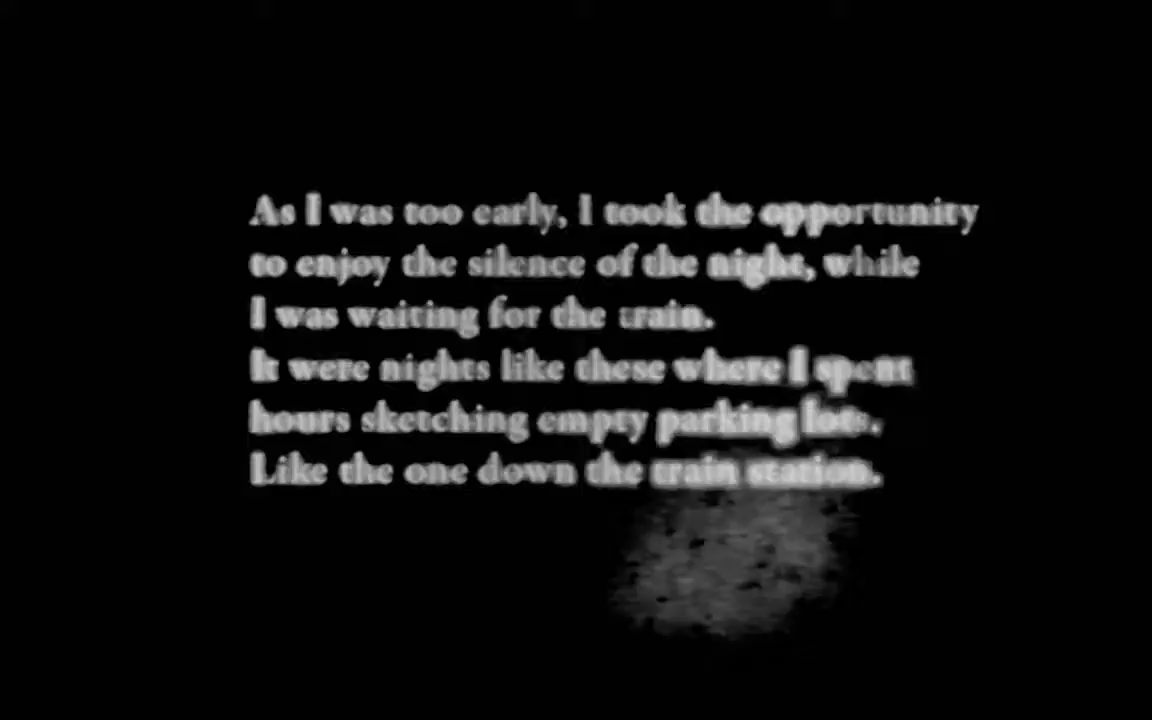 As I was too early, I took the opportunity
to enjoy the silence of the night, while
I was waiting for the train.
It were nights like these where I spent
hours sketching empty parking lots.
Like the one down the train station.